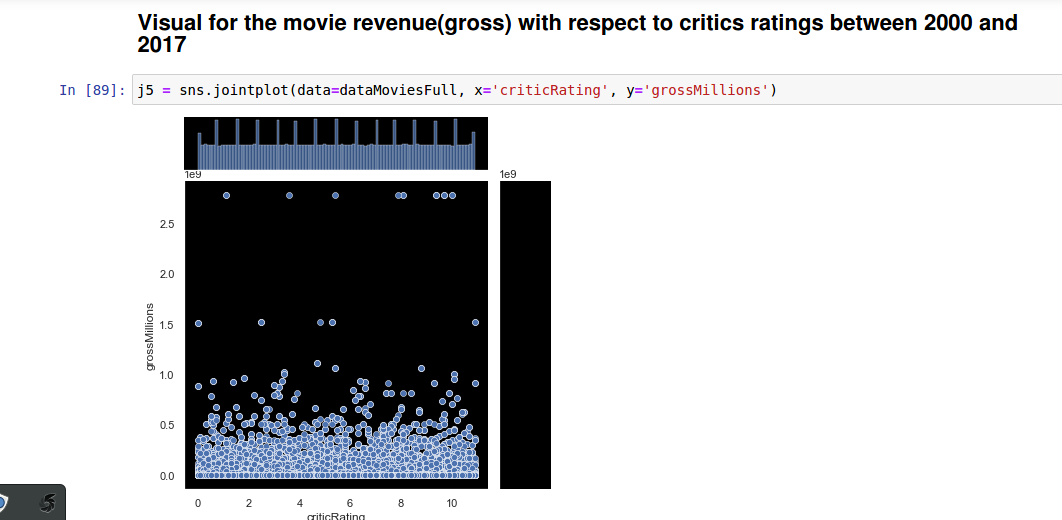 Visual for the movie revenue(gross) with respect to critics ratings between 2000 and
2017
In [89]: j5 = sns.jointplot(data=dataMoviesFull, x='criticRating', y='grossMillions')
1e9 1e9
2.5
2.0
1.5
1.0
0.5
0.0
grossMillions
0 2 4 6 8 10
criticRating